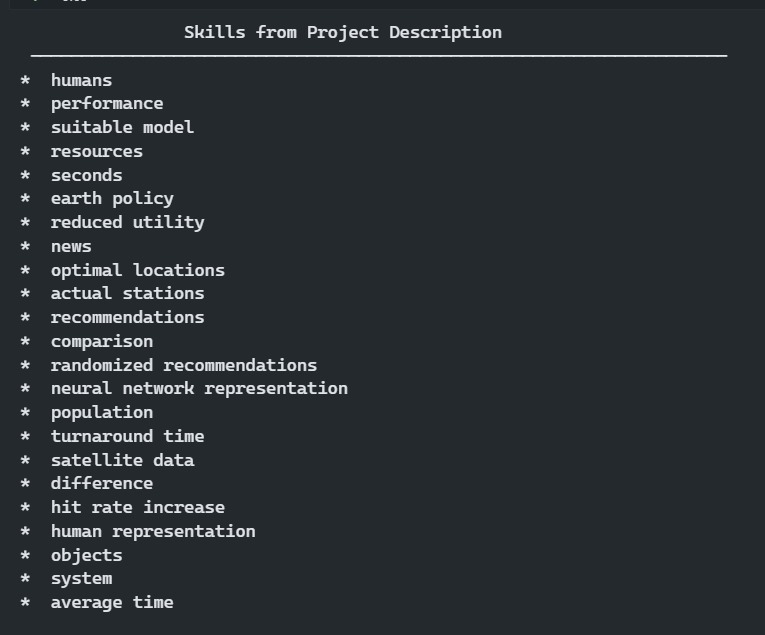 Skills from Project Description
* humans
* performance
* suitable model
* resources
* seconds
* earth policy
* reduced utility
* news
* optimal locations
* actual stations
* recommendations
* comparison
* randomized recommendations
* neural network representation
* population
* turnaround time
* satellite data
* difference
* hit rate increase
* human representation
* objects
* system
* average time